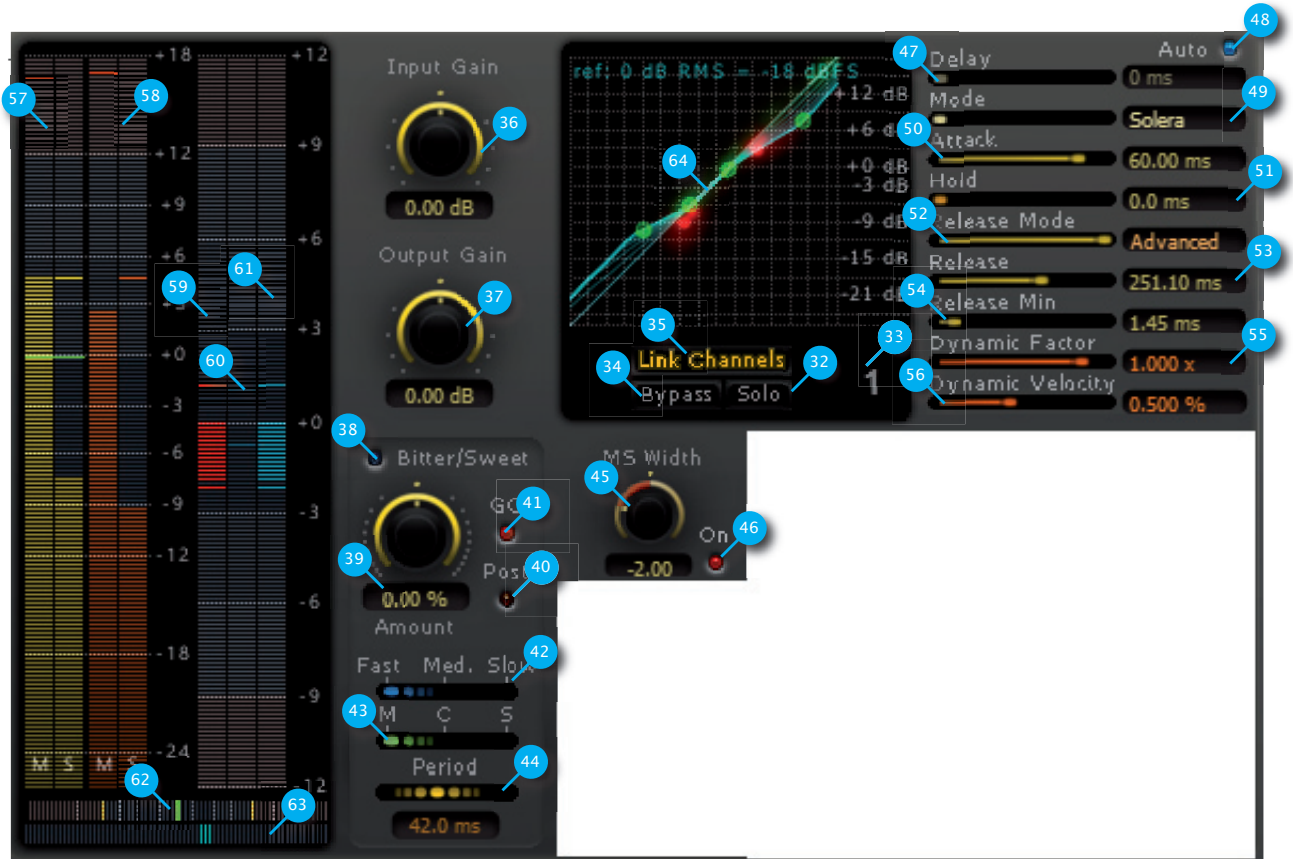 48
57
58
+18
+12
+12
+9
+9
+6
+6
59
61
+3
+0
60
-3
+0
-6
-9
-3
-12
-6
-18
-9
-24
-12
M S M S
62
63
Input Gain
36
0.00 dB
Output Gain
37
0.00 dB
ref: 0 dB RMS = -18 dBFS
+12 dB
+6 dB
64
+0 dB
-3 dB
-9 dB
-15 dB
-21 dB
35
Link Channels
33
34
32
Bypass Solo
1
47
Delay
Auto
0 ms
Mode
49
Solera
50
Attack
60.00 ms
Hold
51
0.0 ms
52
Release Mode
Advanced
53
Release
251.10 ms
54
Release Min
1.45 ms
Dynamic Factor
55
1.000 x
56
Dynamic Velocity
0.500 %
38
Bitter/Sweet
41
39
Post
40
0.00 %
Amount
MS Width
45
On
46
-2.00
Fast Med. Slow
42
43
M C S
Period
44
42.0 ms